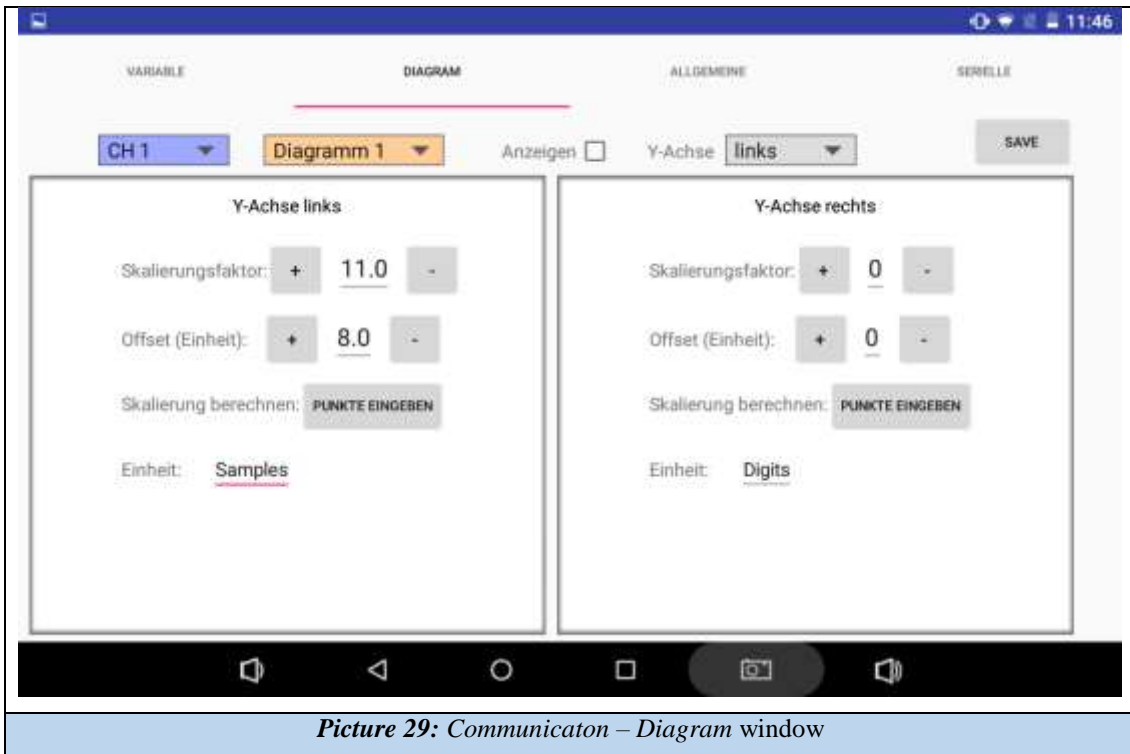 11:46
VARIABLE DIAGRAM ALLGEMEINE SERIELLE
CH 1 Diagramm 1 Anzeigen Y-Achse links SAVE
Y-Achse links
Skalierungsfaktor: + 11.0 -
Offset (Einheit): + 8.0 -
Skalierung berechnen: PUNKTE EINGEBEN
Einheit: Samples
Y-Achse rechts
Skalierungsfaktor: + 0 -
Offset (Einheit): + 0 -
Skalierung berechnen: PUNKTE EINGEBEN
Einheit: Digits
Picture 29: Communicaton – Diagram window